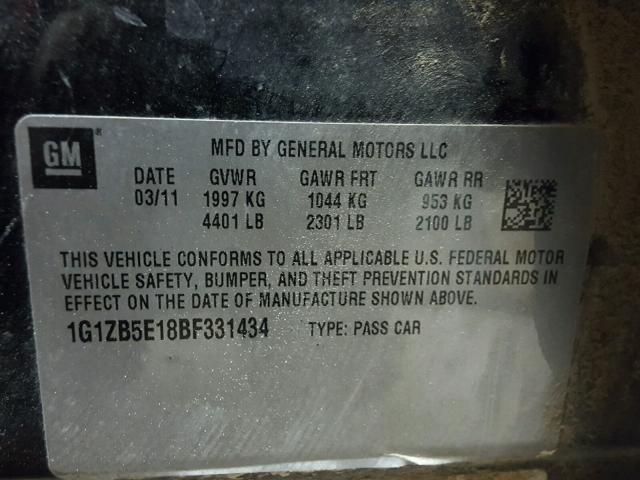 GM
MFD BY GENERAL MOTORS LLC
DATE GVWR GAWR FRT GAWR RR
03/11 1997 KG 1044 KG 953 KG
4401 LB 2301 LB 2100 LB
THIS VEHICLE CONFORMS TO ALL APPLICABLE U.S. FEDERAL MOTOR
VEHICLE SAFETY, BUMPER, AND THEFT PREVENTION STANDARDS IN
EFFECT ON THE DATE OF MANUFACTURE SHOWN ABOVE.
1G1ZB5E18BF331434 TYPE: PASS CAR